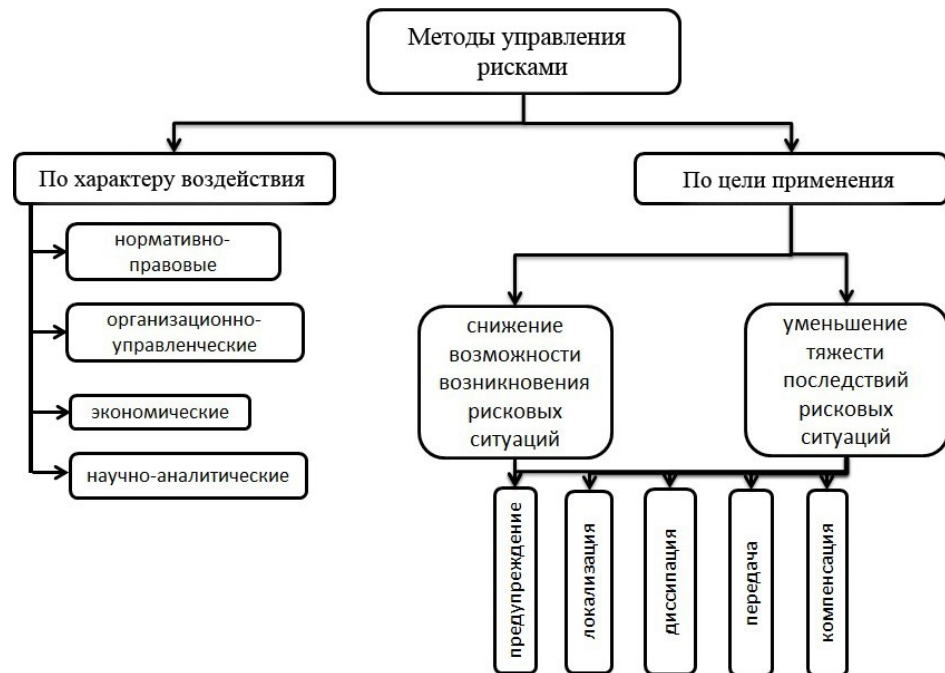 Методы управления
рисками
По характеру воздействия
По цели применения
нормативно-
правовые
организационно-
управленческие
экономические
научно-аналитические
снижение
возможности
возникновения
рисковых
ситуаций
уменьшение
тяжести
последствий
рисковых
ситуаций
предупреждение
локализация
диссипация
передача
компенсация